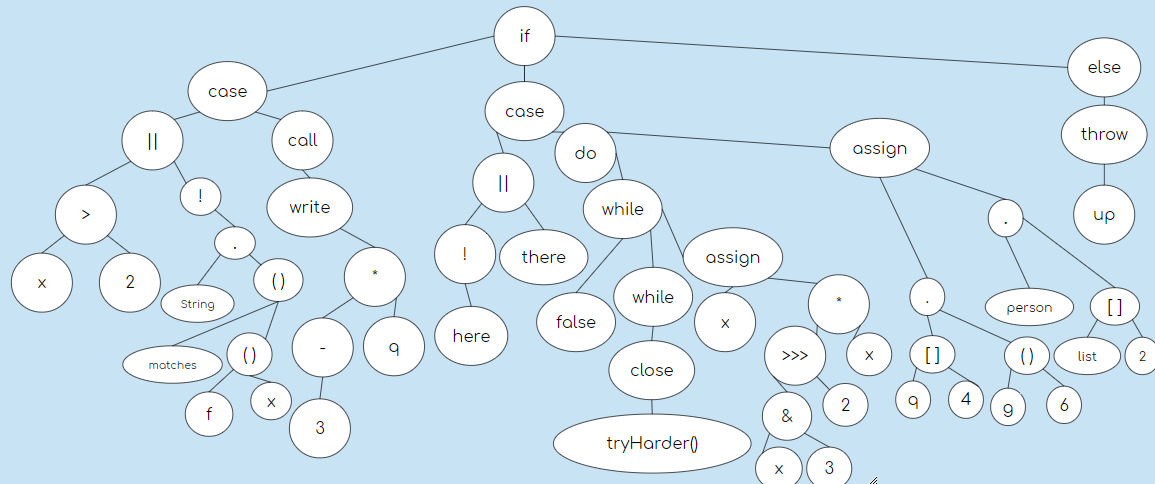 if
case
case
else
||
call
do
assign
throw
>
!
write
||
while
.
up
x
2
.
String
()
*
!
there
while
assign
.
person
[]
matches
()
-
q
here
false
close
x
*
>>>
x
[]
()
list
2
f
x
3
tryHarder()
&
2
q
4
9
6
x
3